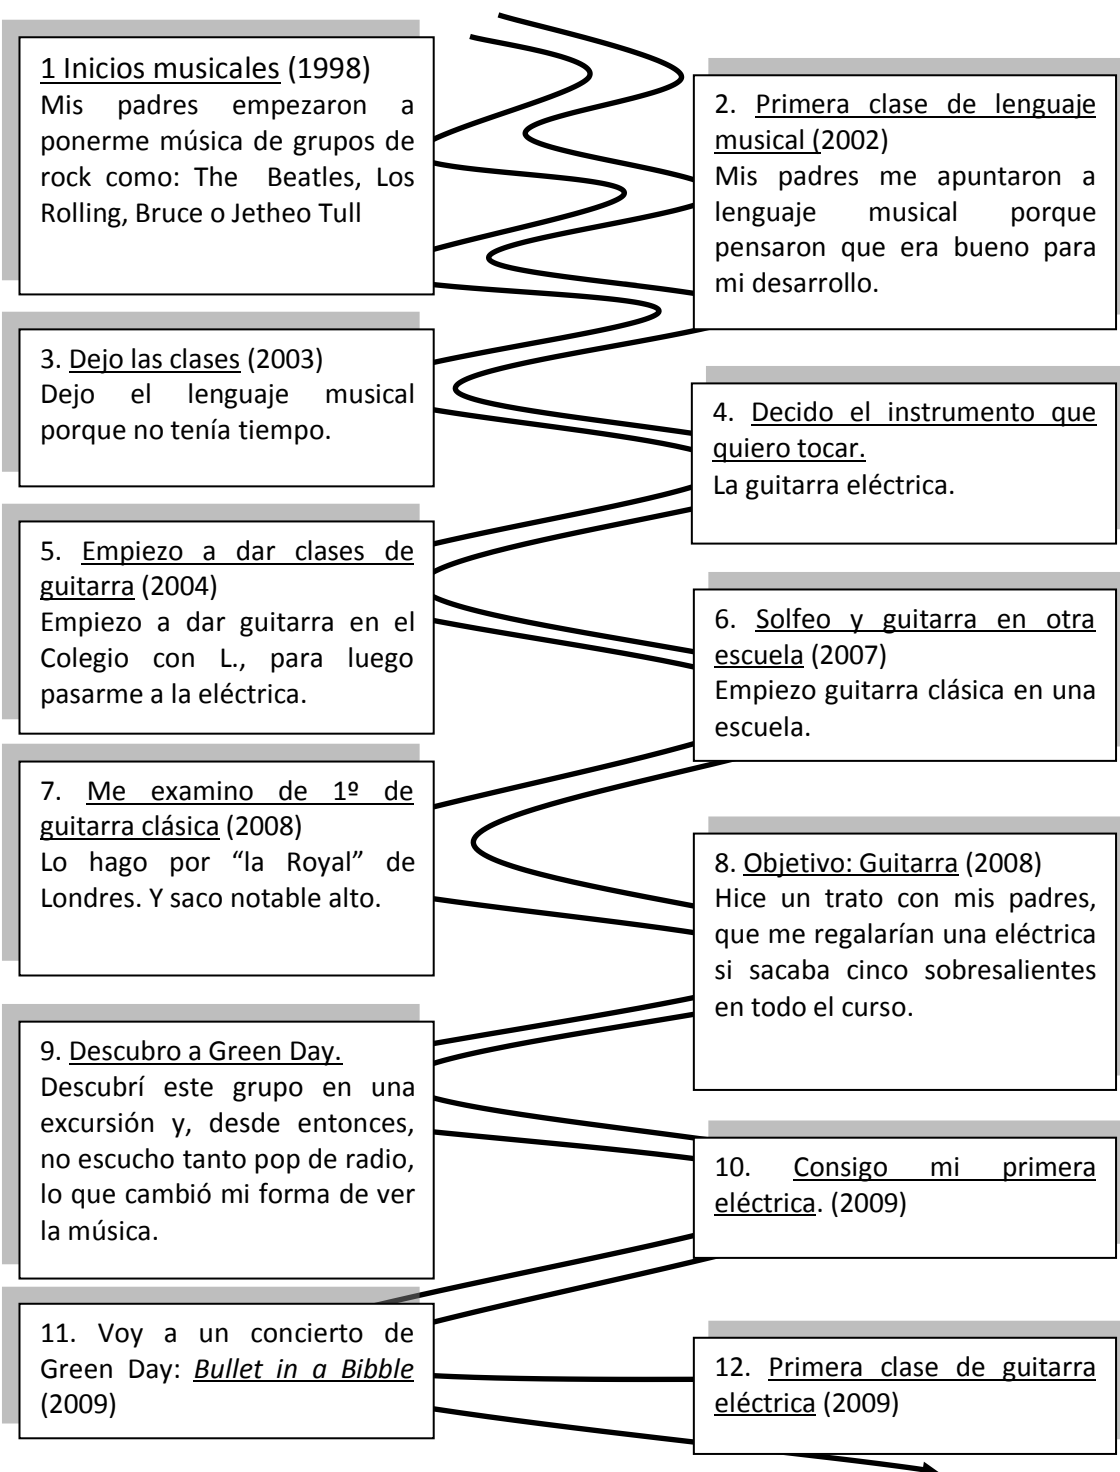 1 Inicios musicales (1998)
Mis padres empezaron a
ponerme música de grupos de
rock como: The Beatles, Los
Rolling, Bruce o Jetheo Tull
2. Primera clase de lenguaje
musical (2002)
Mis padres me apuntaron a
lenguaje musical porque
pensaron que era bueno para
mi desarrollo.
3. Dejo las clases (2003)
Dejo el lenguaje musical
porque no tenía tiempo.
4. Decido el instrumento que
quiero tocar.
La guitarra eléctrica.
5. Empiezo a dar clases de
guitarra (2004)
Empiezo a dar guitarra en el
Colegio con L., para luego
pasarme a la eléctrica.
6. Solfeo y guitarra en otra
escuela (2007)
Empiezo guitarra clásica en una
escuela.
7. Me examino de 1º de
guitarra clásica (2008)
Lo hago por “la Royal” de
Londres. Y saco notable alto.
8. Objetivo: Guitarra (2008)
Hice un trato con mis padres,
que me regalarían una eléctrica
si sacaba cinco sobresalientes
en todo el curso.
9. Descubro a Green Day.
Descubrí este grupo en una
excursión y, desde entonces,
no escucho tanto pop de radio,
lo que cambió mi forma de ver
la música.
10. Consigo mi primera
eléctrica. (2009)
11. Voy a un concierto de
Green Day: Bullet in a Bibble
(2009)
12. Primera clase de guitarra
eléctrica (2009)